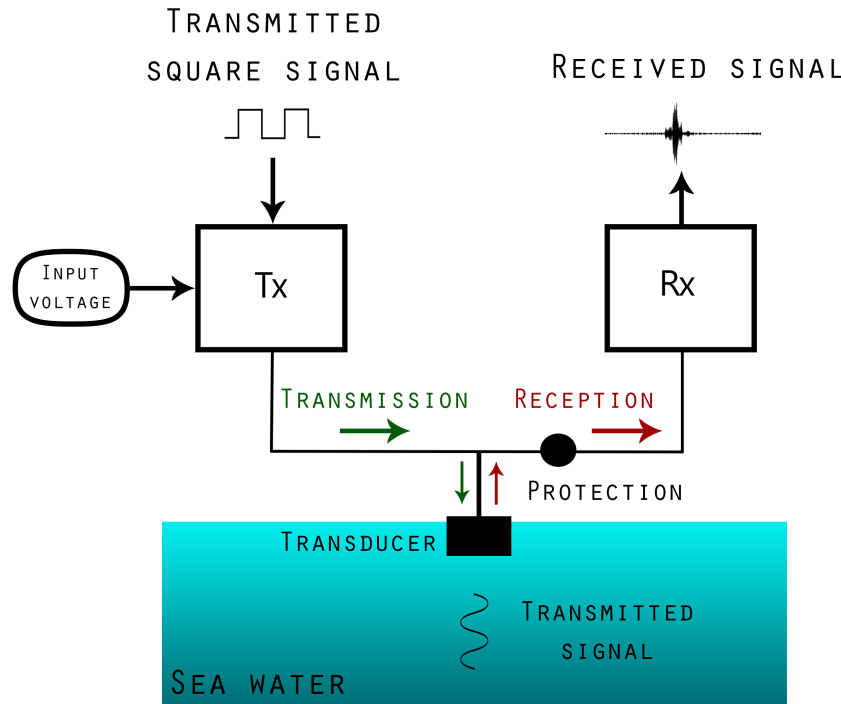 Transmitted
square signal
Received signal
Input
voltage
Tx
Rx
Transmission
Reception
Protection
Transducer
Transmitted
signal
Sea water